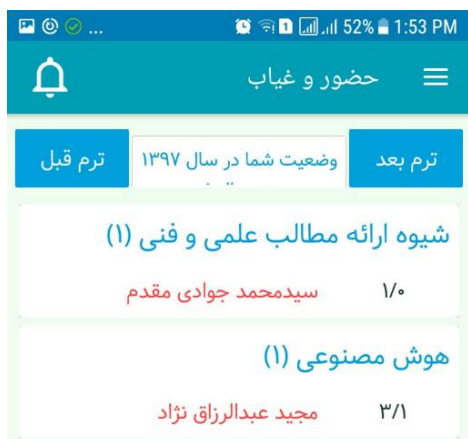 ... 52% 1:53 PM
حضور و غیاب
ترم بعد
وضعیت شما در سال ۱۳۹۷
ترم قبل
شیوه ارائه مطالب علمی و فنی (۱)
۱/۰ سیدمحمد جوادی مقدم
هوش مصنوعی (۱)
۳/۱ مجید عبدالرزاق نژاد